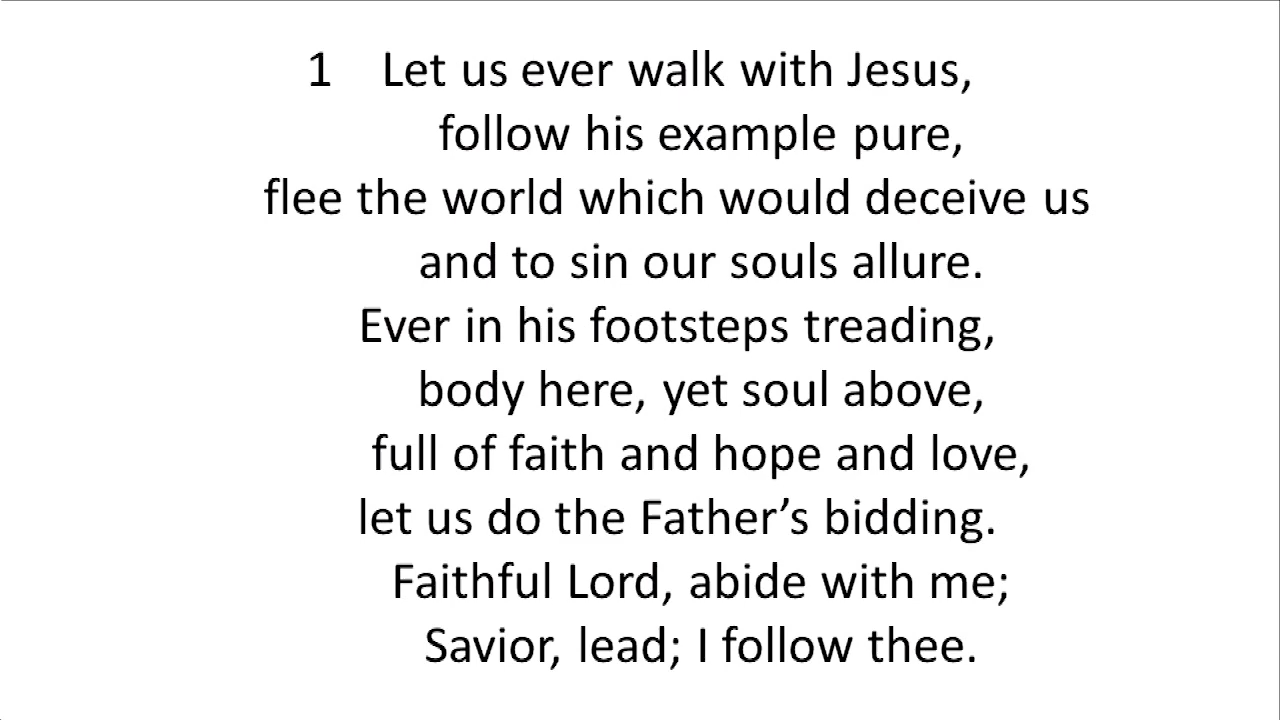 1 Let us ever walk with Jesus,
follow his example pure,
flee the world which would deceive us
and to sin our souls allure.
Ever in his footsteps treading,
body here, yet soul above,
full of faith and hope and love,
let us do the Father’s bidding.
Faithful Lord, abide with me;
Savior, lead; I follow thee.